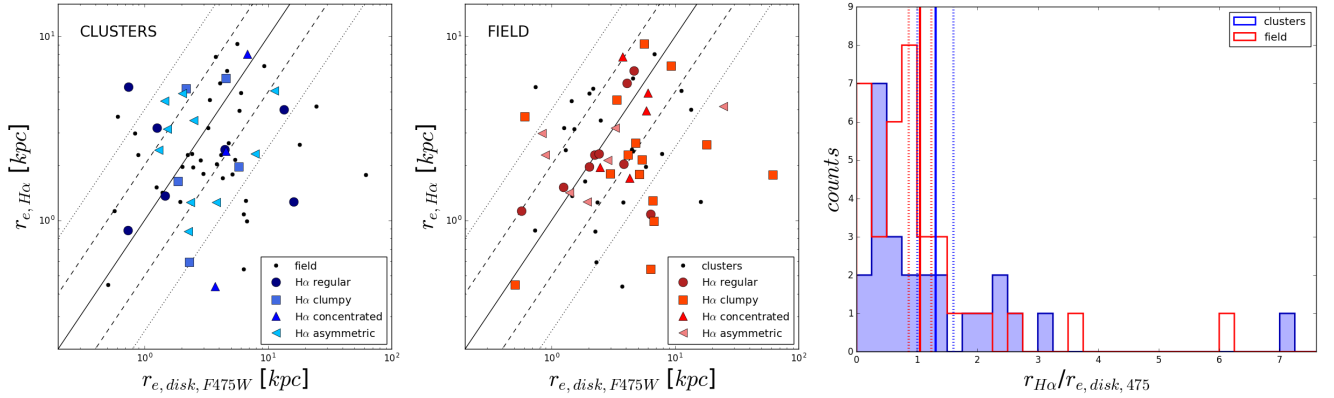 CLUSTERS
10¹
10⁰
r_{e, Hα} [kpc]
field
Hα regular
Hα clumpy
Hα concentrated
Hα asymmetric
10⁰ 10¹ 10²
r_{e, disk, F475W} [kpc]
FIELD
10¹
10⁰
r_{e, Hα} [kpc]
clusters
Hα regular
Hα clumpy
Hα concentrated
Hα asymmetric
10⁰ 10¹ 10²
r_{e, disk, F475W} [kpc]
clusters
field
9
8
7
6
5
4
3
2
1
0
counts
0 1 2 3 4 5 6 7
r_{Hα}/r_{e, disk, 475}